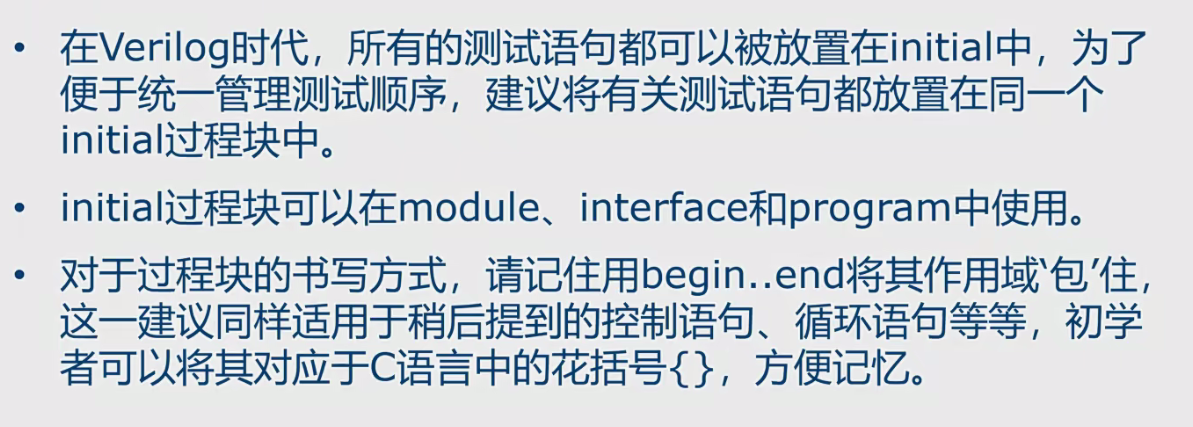 • 在Verilog时代，所有的测试语句都可以被放置在initial中，为了
便于统一管理测试顺序，建议将有关测试语句都放置在同一个
initial过程块中。
• initial过程块可以在module、interface和program中使用。
• 对于过程块的书写方式，请记住用begin..end将其作用域‘包’住，
这一建议同样适用于稍后提到的控制语句、循环语句等等，初学
者可以将其对应于C语言中的花括号{}，方便记忆。